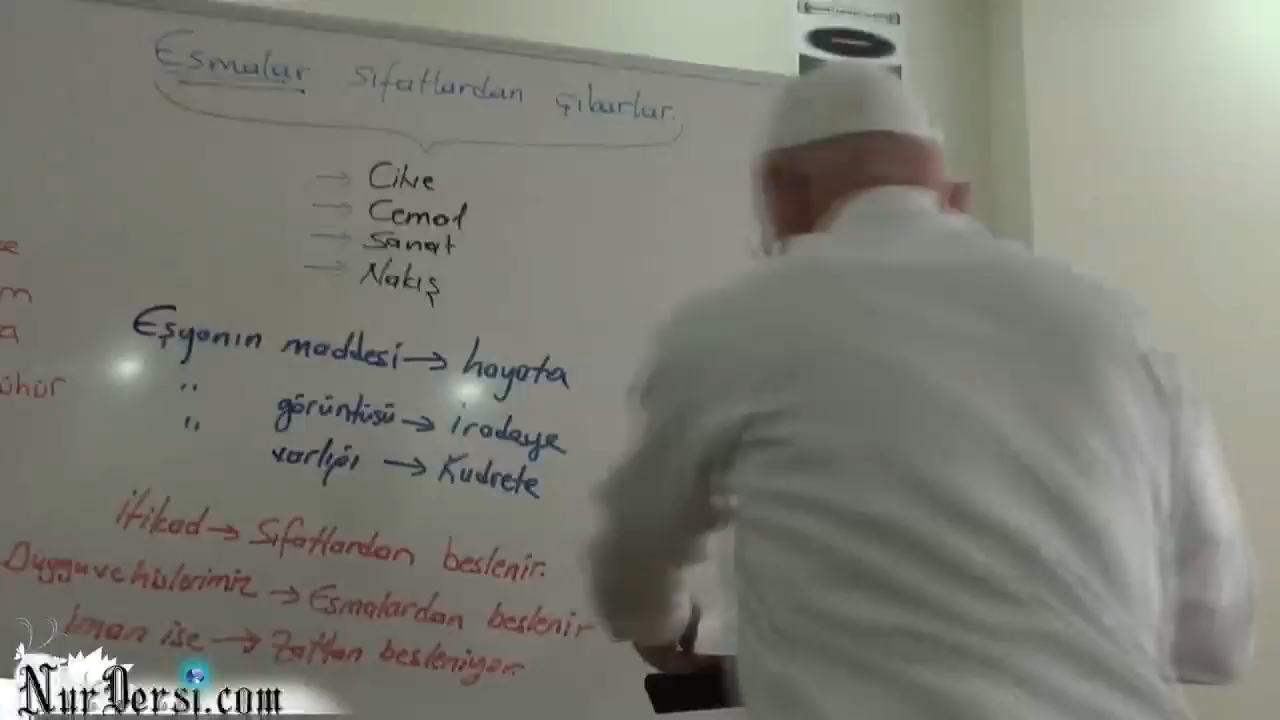 Esmalar sıfatlardan çıkarlar.
→ Cilve
→ Cemal
→ Sanat
→ Nakış
Eşyanın maddesi → hayata
" görüntüsü → iradeye
" varlığı → Kudrete
İtikad → Sıfatlardan beslenir.
Duygu ve hislerimiz → Esmalardan beslenir
İman ise → Zattan besleniyor.
NurDersi.com